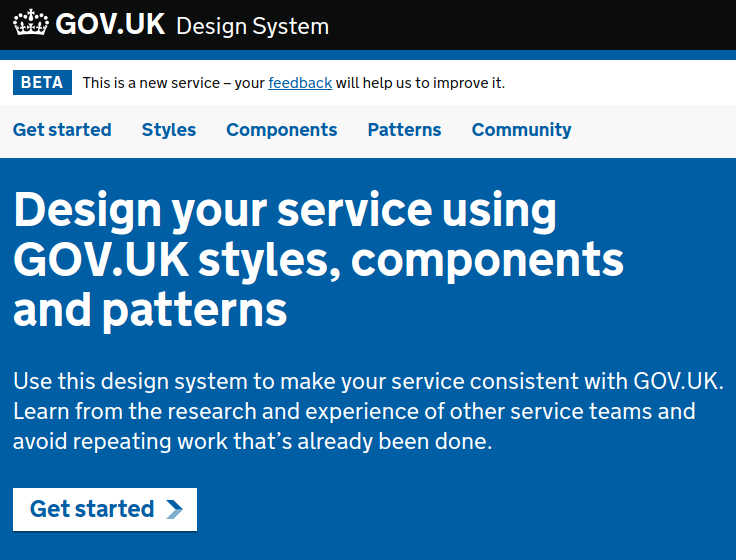 GOV.UK Design System
BETA This is a new service – your feedback will help us to improve it.
Get started Styles Components Patterns Community
Design your service using
GOV.UK styles, components
and patterns
Use this design system to make your service consistent with GOV.UK.
Learn from the research and experience of other service teams and
avoid repeating work that’s already been done.
Get started